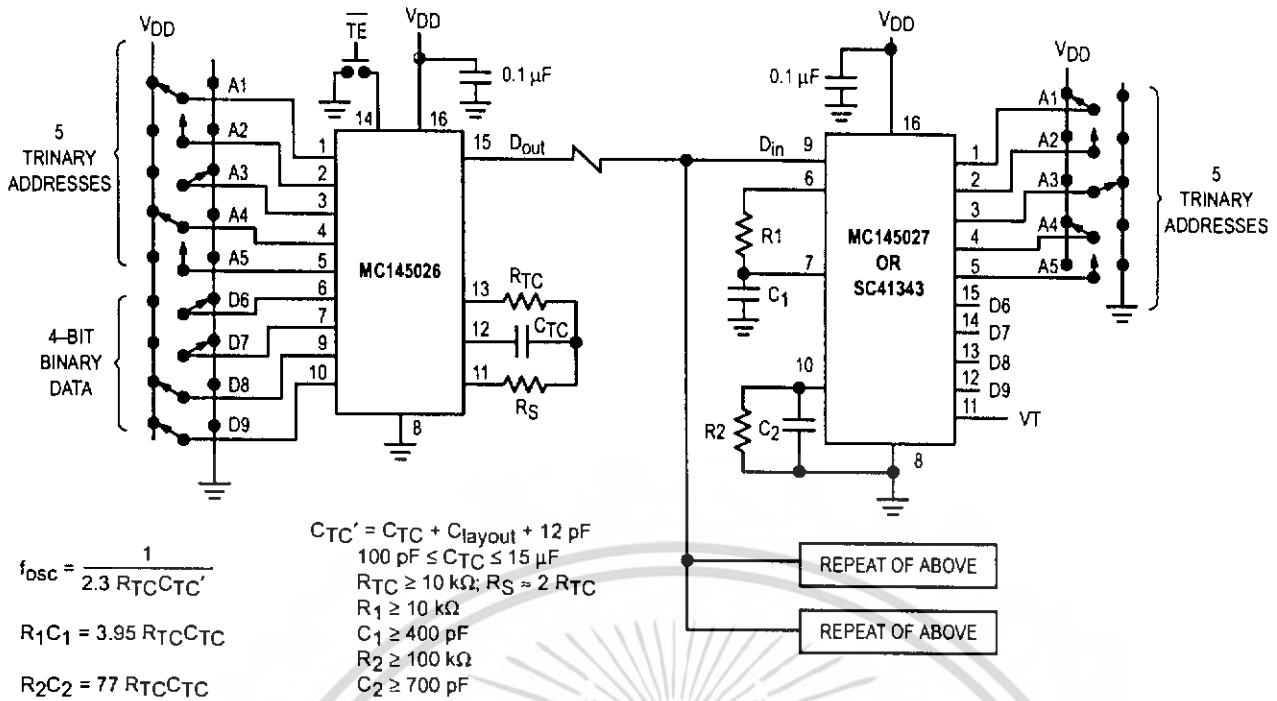 VDD
TE
VDD
0.1 µF
5
TRINARY
ADDRESSES
A1
A2
A3
A4
A5
4–BIT
BINARY
DATA
D6
D7
D8
D9
14
16
1
2
3
4
5
6
7
9
10
MC145026
15
Dout
13
RTC
12
CTC
11
RS
8
VDD
0.1 µF
16
Din
9
6
R1
7
C1
10
R2
C2
MC145027
OR
SC41343
8
1
2
3
4
5
15
D6
14
D7
13
D8
12
D9
11
VT
VDD
A1
A2
A3
A4
A5
5
TRINARY
ADDRESSES
REPEAT OF ABOVE
REPEAT OF ABOVE
fosc = 1 / 2.3 RTCCTC′
R1C1 = 3.95 RTCCTC
R2C2 = 77 RTCCTC
CTC′ = CTC + Clayout + 12 pF
100 pF ≤ CTC ≤ 15 µF
RTC ≥ 10 kΩ; RS ≈ 2 RTC
R1 ≥ 10 kΩ
C1 ≥ 400 pF
R2 ≥ 100 kΩ
C2 ≥ 700 pF